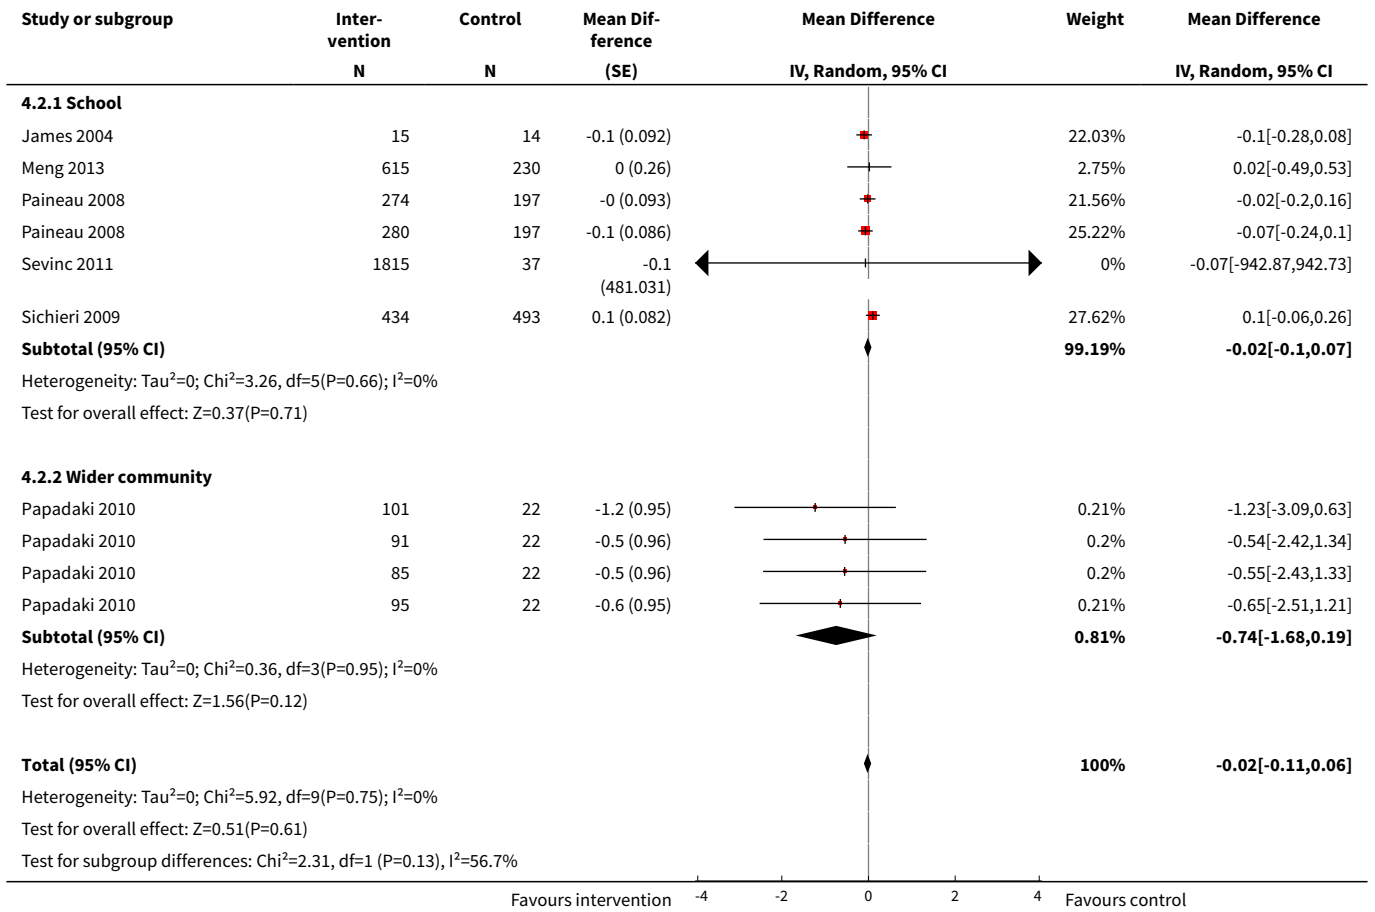 Study or subgroup Inter-vention Control Mean Dif-ference Mean Difference Weight Mean Difference
N N (SE) IV, Random, 95% CI IV, Random, 95% CI
4.2.1 School
James 2004 15 14 -0.1 (0.092) 22.03% -0.1[-0.28,0.08]
Meng 2013 615 230 0 (0.26) 2.75% 0.02[-0.49,0.53]
Paineau 2008 274 197 -0 (0.093) 21.56% -0.02[-0.2,0.16]
Paineau 2008 280 197 -0.1 (0.086) 25.22% -0.07[-0.24,0.1]
Sevinc 2011 1815 37 -0.1 0% -0.07[-942.87,942.73]
(481.031)
Sichieri 2009 434 493 0.1 (0.082) 27.62% 0.1[-0.06,0.26]
Subtotal (95% CI) 99.19% -0.02[-0.1,0.07]
Heterogeneity: Tau²=0; Chi²=3.26, df=5(P=0.66); I²=0%
Test for overall effect: Z=0.37(P=0.71)
4.2.2 Wider community
Papadaki 2010 101 22 -1.2 (0.95) 0.21% -1.23[-3.09,0.63]
Papadaki 2010 91 22 -0.5 (0.96) 0.2% -0.54[-2.42,1.34]
Papadaki 2010 85 22 -0.5 (0.96) 0.2% -0.55[-2.43,1.33]
Papadaki 2010 95 22 -0.6 (0.95) 0.21% -0.65[-2.51,1.21]
Subtotal (95% CI) 0.81% -0.74[-1.68,0.19]
Heterogeneity: Tau²=0; Chi²=0.36, df=3(P=0.95); I²=0%
Test for overall effect: Z=1.56(P=0.12)
Total (95% CI) 100% -0.02[-0.11,0.06]
Heterogeneity: Tau²=0; Chi²=5.92, df=9(P=0.75); I²=0%
Test for overall effect: Z=0.51(P=0.61)
Test for subgroup differences: Chi²=2.31, df=1 (P=0.13), I²=56.7%
Favours intervention -4 -2 0 2 4 Favours control